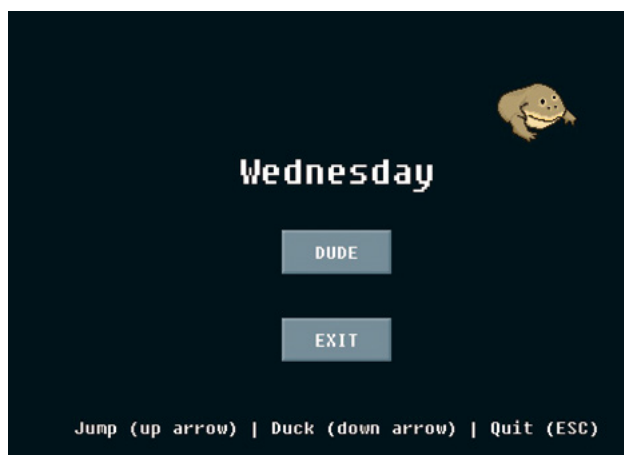 Wednesday
DUDE
EXIT
Jump (up arrow) | Duck (down arrow) | Quit (ESC)